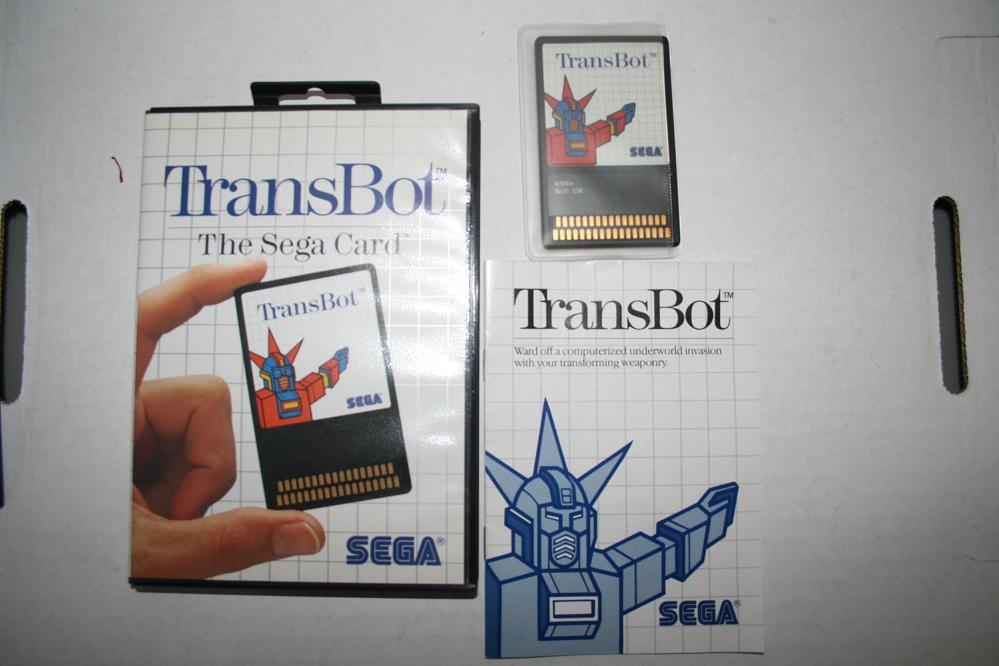 TransBot™
The Sega Card™
TransBot™
SEGA
SEGA®
TransBot™
SEGA
TransBot™
Ward off a computerized underworld invasion
with your transforming weaponry.
SEGA®